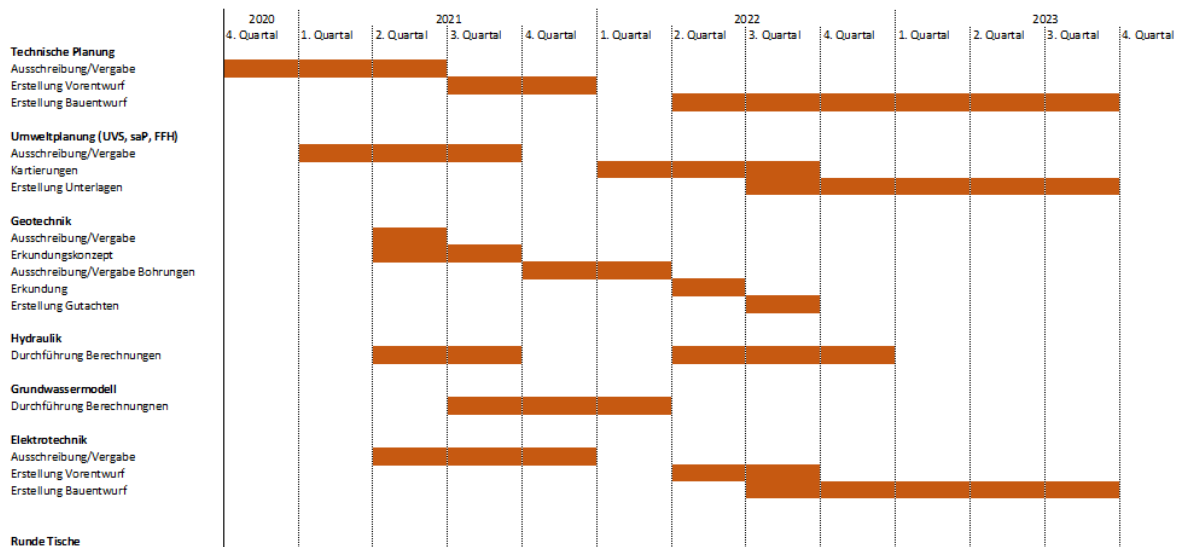 2020 2021 2022 2023
4. Quartal 1. Quartal 2. Quartal 3. Quartal 4. Quartal 1. Quartal 2. Quartal 3. Quartal 4. Quartal 1. Quartal 2. Quartal 3. Quartal 4. Quartal
Technische Planung
Ausschreibung/Vergabe
Erstellung Vorentwurf
Erstellung Bauentwurf
Umweltplanung (UVS, saP, FFH)
Ausschreibung/Vergabe
Kartierungen
Erstellung Unterlagen
Geotechnik
Ausschreibung/Vergabe
Erkundungskonzept
Ausschreibung/Vergabe Bohrungen
Erkundung
Erstellung Gutachten
Hydraulik
Durchführung Berechnungen
Grundwassermodell
Durchführung Berechnungnen
Elektrotechnik
Ausschreibung/Vergabe
Erstellung Vorentwurf
Erstellung Bauentwurf
Runde Tische